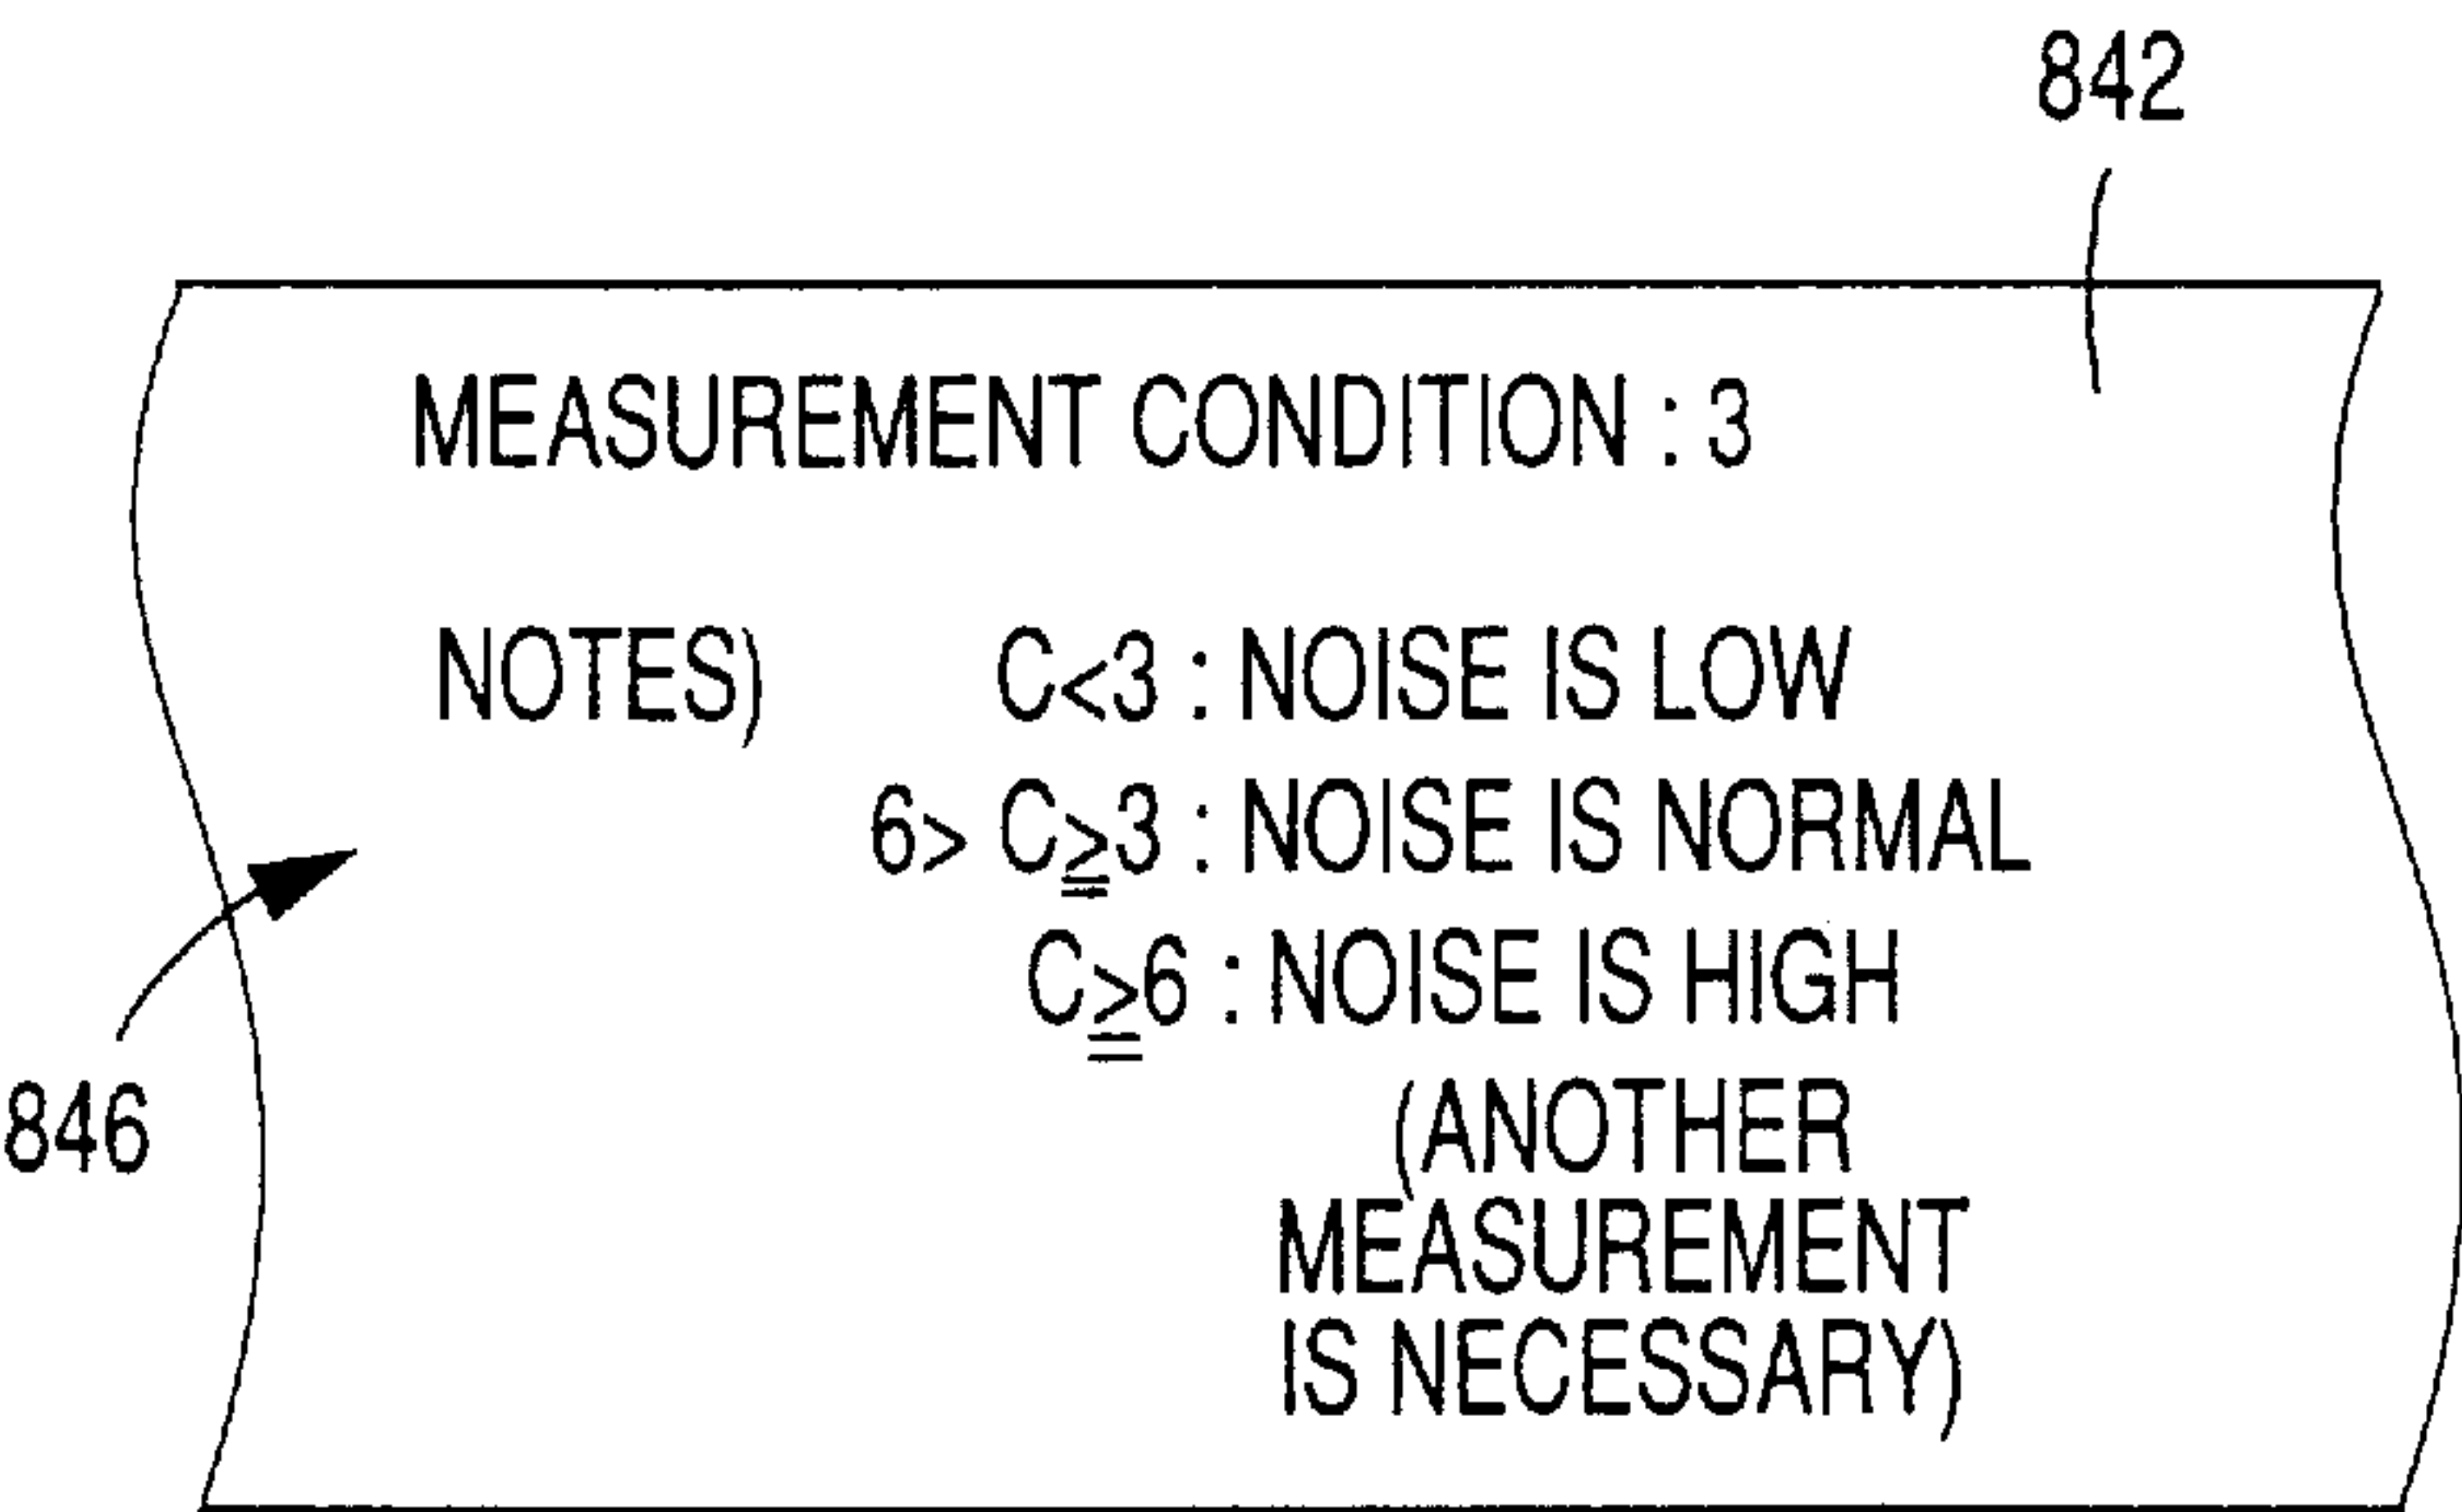 842
MEASUREMENT CONDITION : 3
NOTES) C<3 : NOISE IS LOW
6> C≧3 : NOISE IS NORMAL
C≧6 : NOISE IS HIGH
(ANOTHER
MEASUREMENT
IS NECESSARY)
846